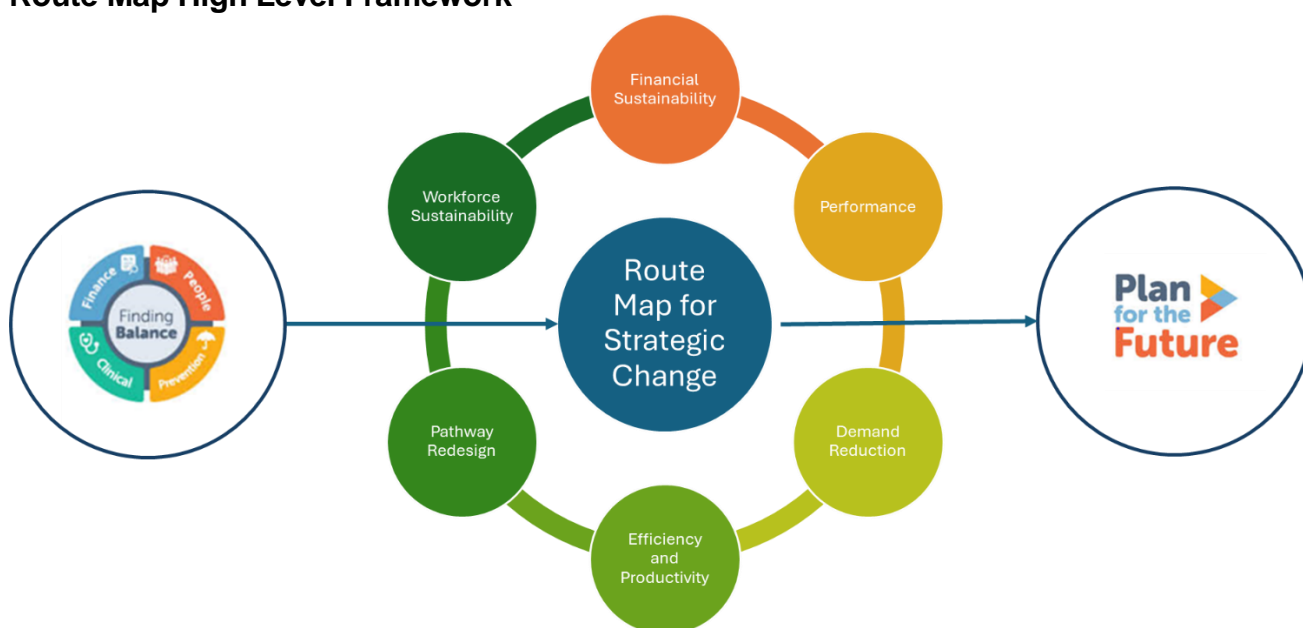 Route Map High Level Framework
Financial
Sustainability
Workforce
Sustainability
Performance
Finance
People
Finding
Balance
Clinical
Prevention
Route
Map for
Strategic
Change
Plan
for the
Future
Pathway
Redesign
Demand
Reduction
Efficiency
and
Productivity